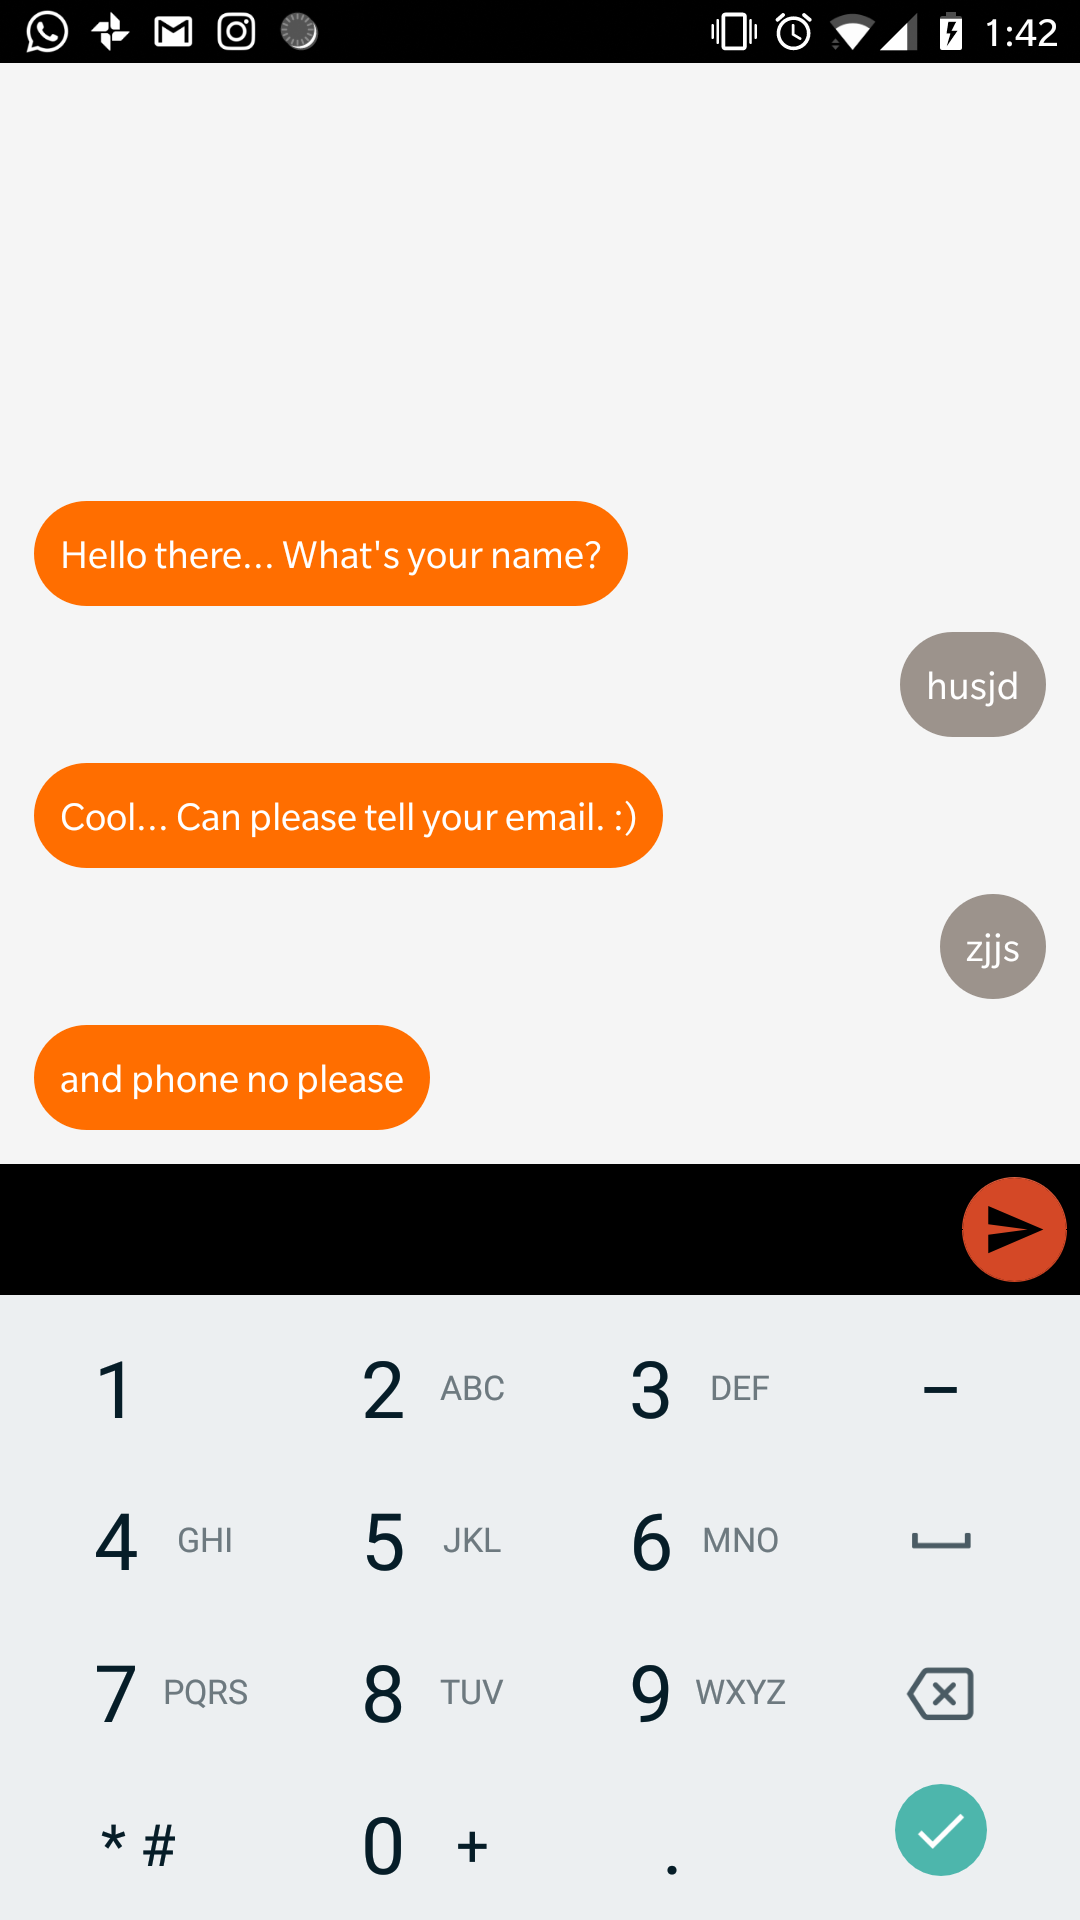 1:42
Hello there... What's your name?
husjd
Cool... Can please tell your email. :)
zjjs
and phone no please
1 2 ABC 3 DEF –
4 GHI 5 JKL 6 MNO
7 PQRS 8 TUV 9 WXYZ
* # 0 + .